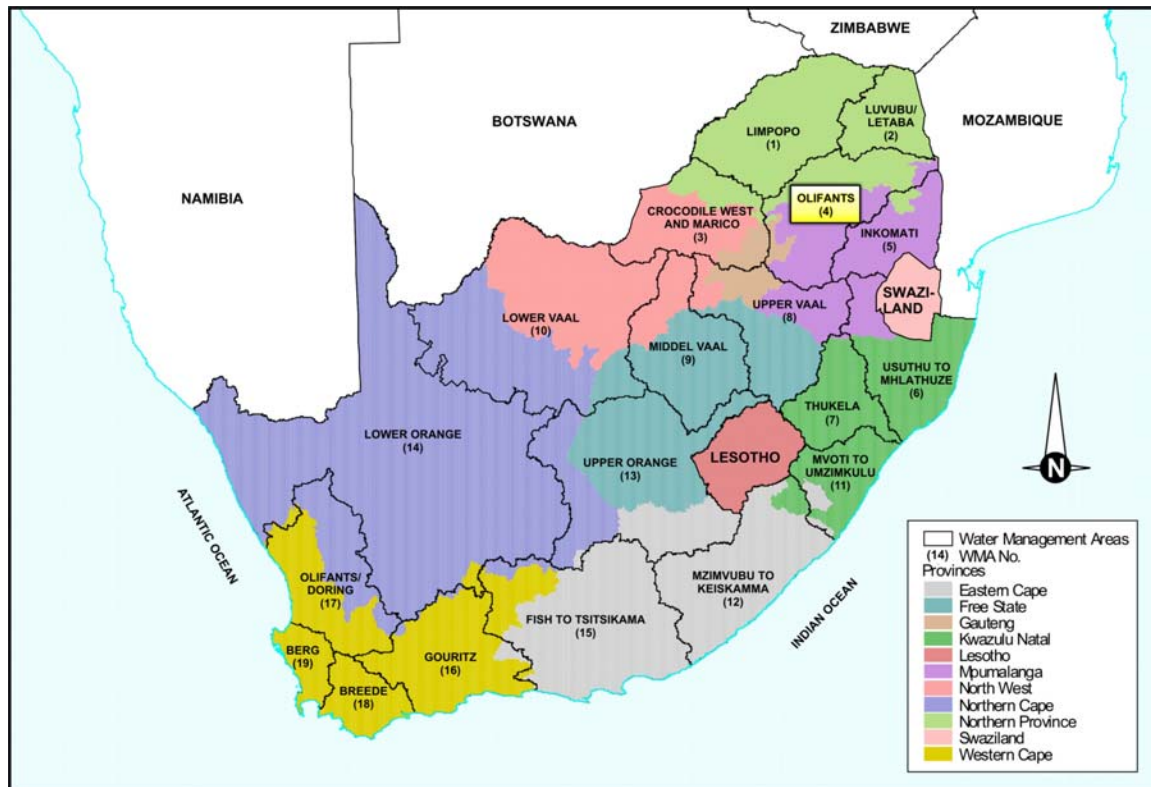 ZIMBABWE
BOTSWANA
MOZAMBIQUE
NAMIBIA
LIMPOPO
(1)
LUVUBU/
LETABA
(2)
OLIFANTS
(4)
CROCODILE WEST
AND MARICO
(3)
INKOMATI
(5)
SWAZI-
LAND
LOWER VAAL
(10)
UPPER VAAL
(8)
MIDDEL VAAL
(9)
USUTHU TO
MHLATHUZE
(6)
THUKELA
(7)
LOWER ORANGE
(14)
UPPER ORANGE
(13)
LESOTHO
MVOTI TO
UMZIMKULU
(11)
N
ATLANTIC OCEAN
OLIFANTS/
DORING
(17)
MZIMVUBU TO
KEISKAMMA
(12)
INDIAN OCEAN
FISH TO TSITSIKAMA
(15)
BERG
(19)
GOURITZ
(16)
BREEDE
(18)
Water Management Areas
(14) WMA No.
Provinces
Eastern Cape
Free State
Gauteng
Kwazulu Natal
Lesotho
Mpumalanga
North West
Northern Cape
Northern Province
Swaziland
Western Cape